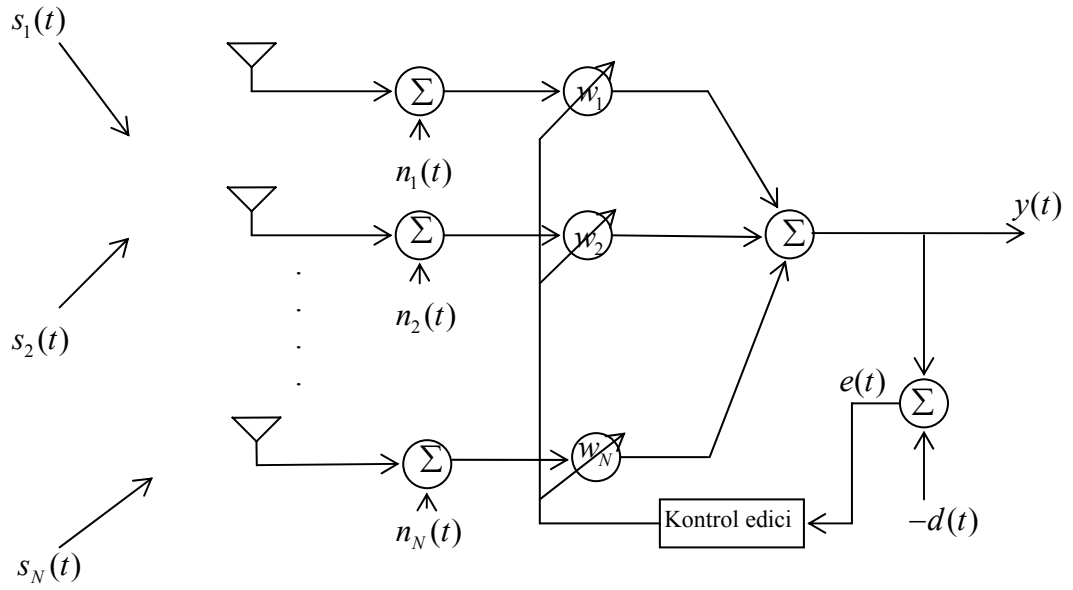 s₁(t)
Σ
w₁
n₁(t)
Σ
w₂
Σ
y(t)
n₂(t)
s₂(t)
e(t)
Σ
Σ
w_N
Kontrol edici
−d(t)
n_N(t)
s_N(t)